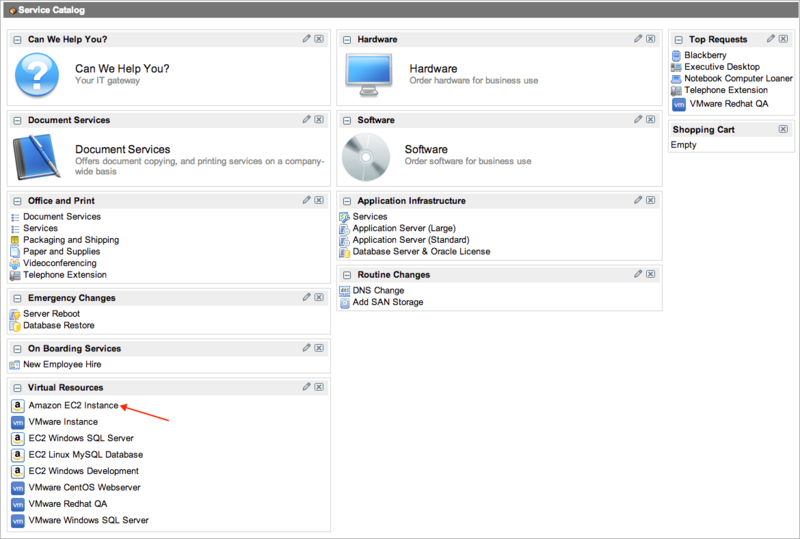 Service Catalog
Can We Help You?
Can We Help You?
Your IT gateway
Document Services
Document Services
Offers document copying, and printing services on a company-
wide basis
Office and Print
Document Services
Services
Packaging and Shipping
Paper and Supplies
Videoconferencing
Telephone Extension
Emergency Changes
Server Reboot
Database Restore
On Boarding Services
New Employee Hire
Virtual Resources
a Amazon EC2 Instance
vm VMware Instance
a EC2 Windows SQL Server
a EC2 Linux MySQL Database
a EC2 Windows Development
vm VMware CentOS Webserver
vm VMware Redhat QA
vm VMware Windows SQL Server
Hardware
Hardware
Order hardware for business use
Software
Software
Order software for business use
Application Infrastructure
Services
Application Server (Large)
Application Server (Standard)
Database Server & Oracle License
Routine Changes
DNS Change
Add SAN Storage
Top Requests
Blackberry
Executive Desktop
Notebook Computer Loaner
Telephone Extension
vm VMware Redhat QA
Shopping Cart
Empty